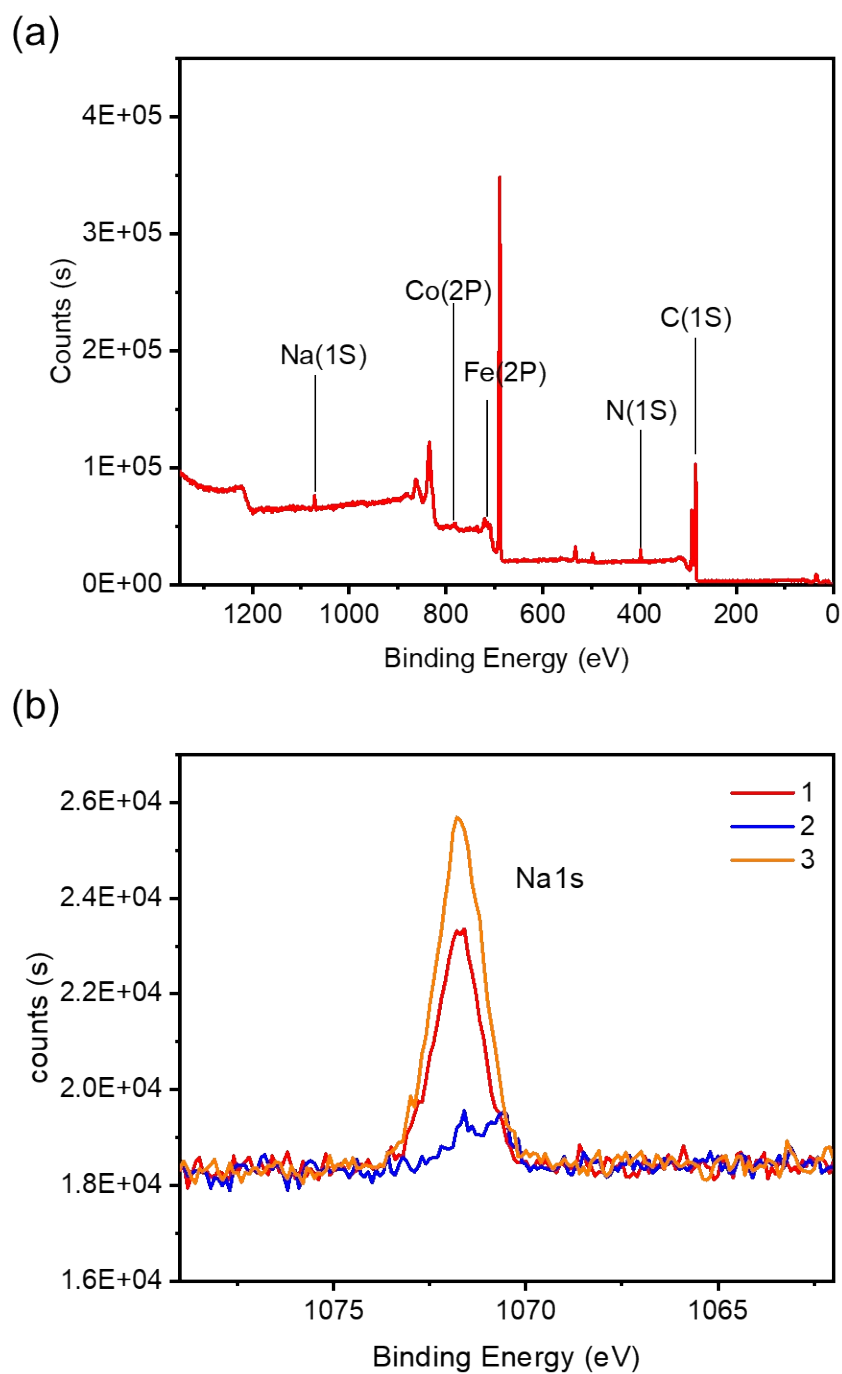 (a)
4E+05
3E+05
2E+05
1E+05
0E+00
Counts (s)
Na(1S)
Co(2P)
Fe(2P)
N(1S)
C(1S)
1200 1000 800 600 400 200 0
Binding Energy (eV)
(b)
2.6E+04
2.4E+04
2.2E+04
2.0E+04
1.8E+04
1.6E+04
counts (s)
1
2
3
Na1s
1075 1070 1065
Binding Energy (eV)